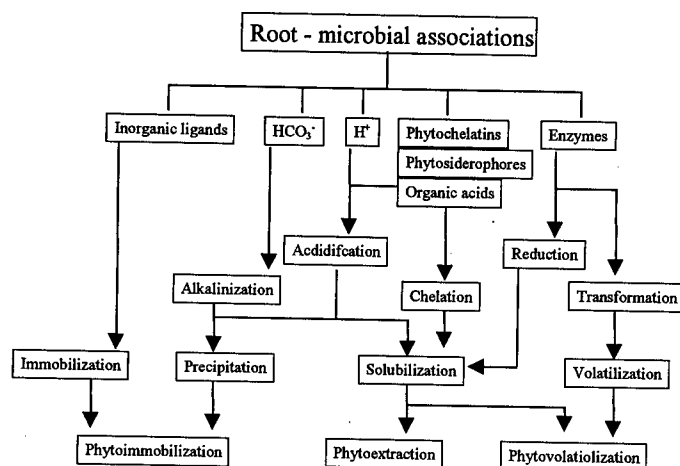 Root - microbial associations
Inorganic ligands
HCO₃⁻
H⁺
Phytochelatins
Enzymes
Phytosiderophores
Organic acids
Acdidifcation
Reduction
Alkalinization
Chelation
Transformation
Immobilization
Precipitation
Solubilization
Volatilization
Phytoimmobilization
Phytoextraction
Phytovolatiolization